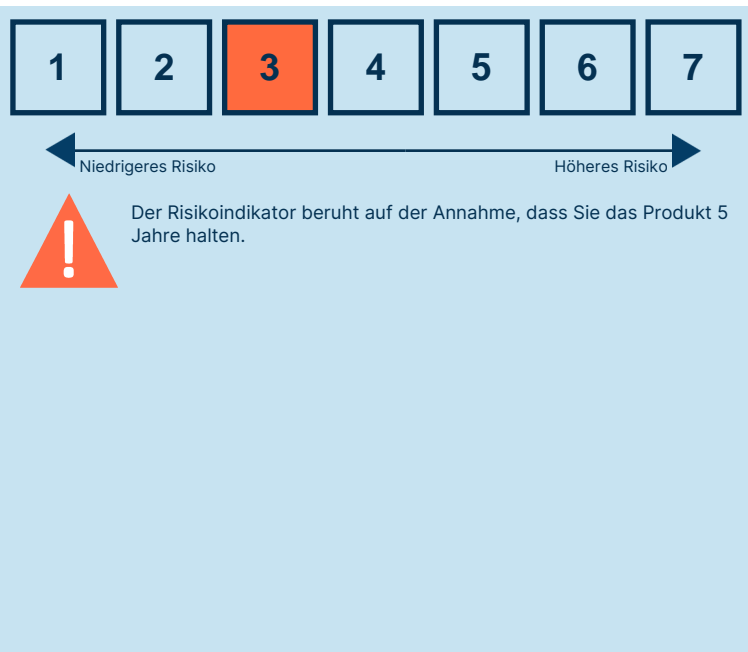 1 2 3 4 5 6 7
Niedrigeres Risiko Höheres Risiko
Der Risikoindikator beruht auf der Annahme, dass Sie das Produkt 5
Jahre halten.
!